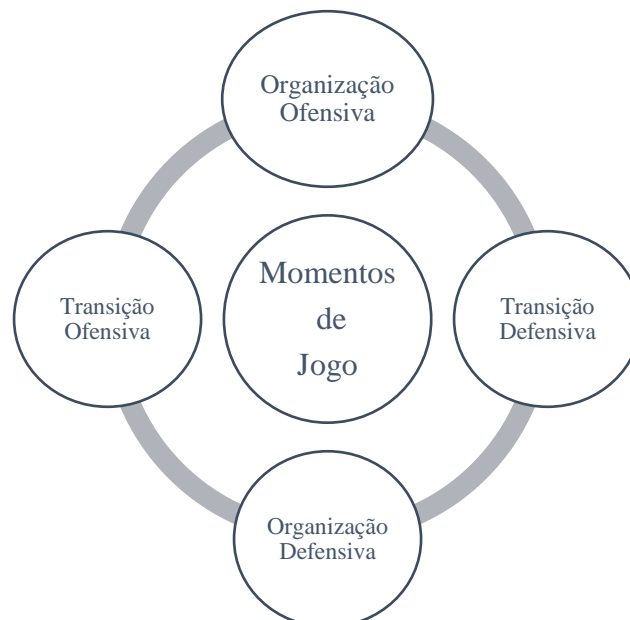 Organização
Ofensiva
Transição
Ofensiva
Momentos
de
Jogo
Transição
Defensiva
Organização
Defensiva